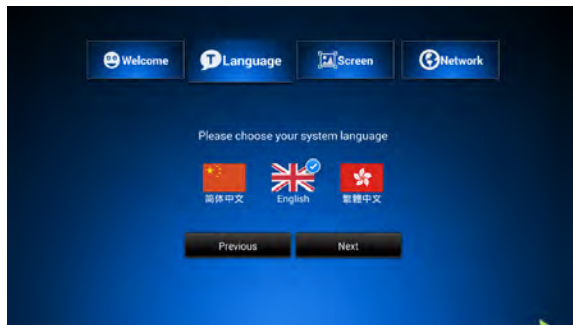 Welcome
Language
Screen
Network
Please choose your system language
简体中文
English
繁體中文
Previous
Next